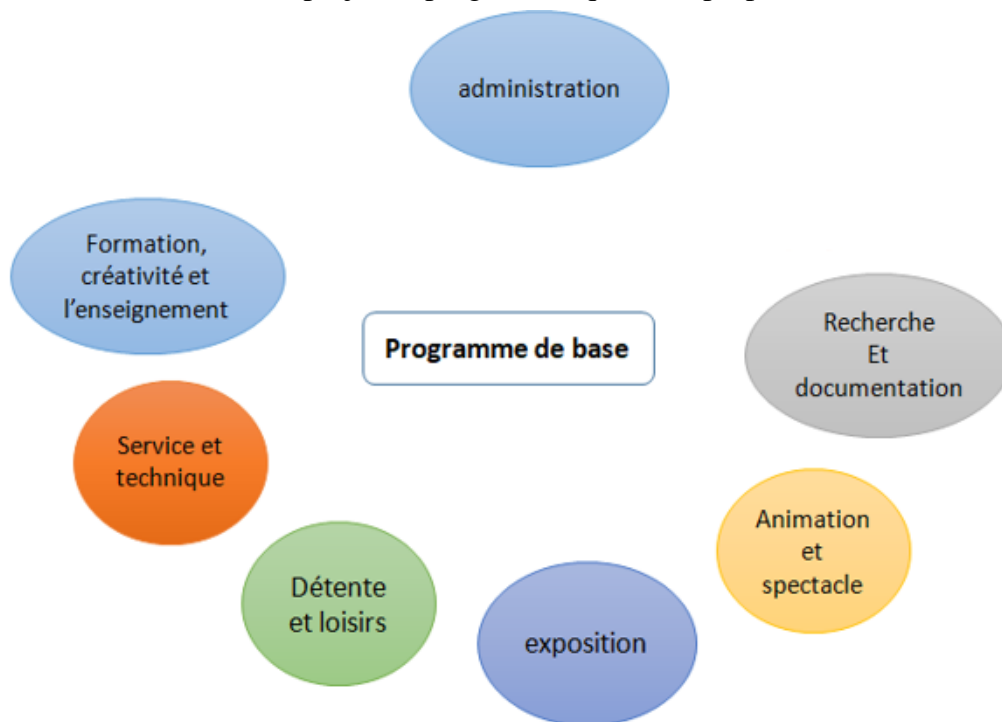 administration
Formation,
créativité et
l'enseignement
Programme de base
Recherche
Et
documentation
Service et
technique
Animation
et
spectacle
Détente
et loisirs
exposition